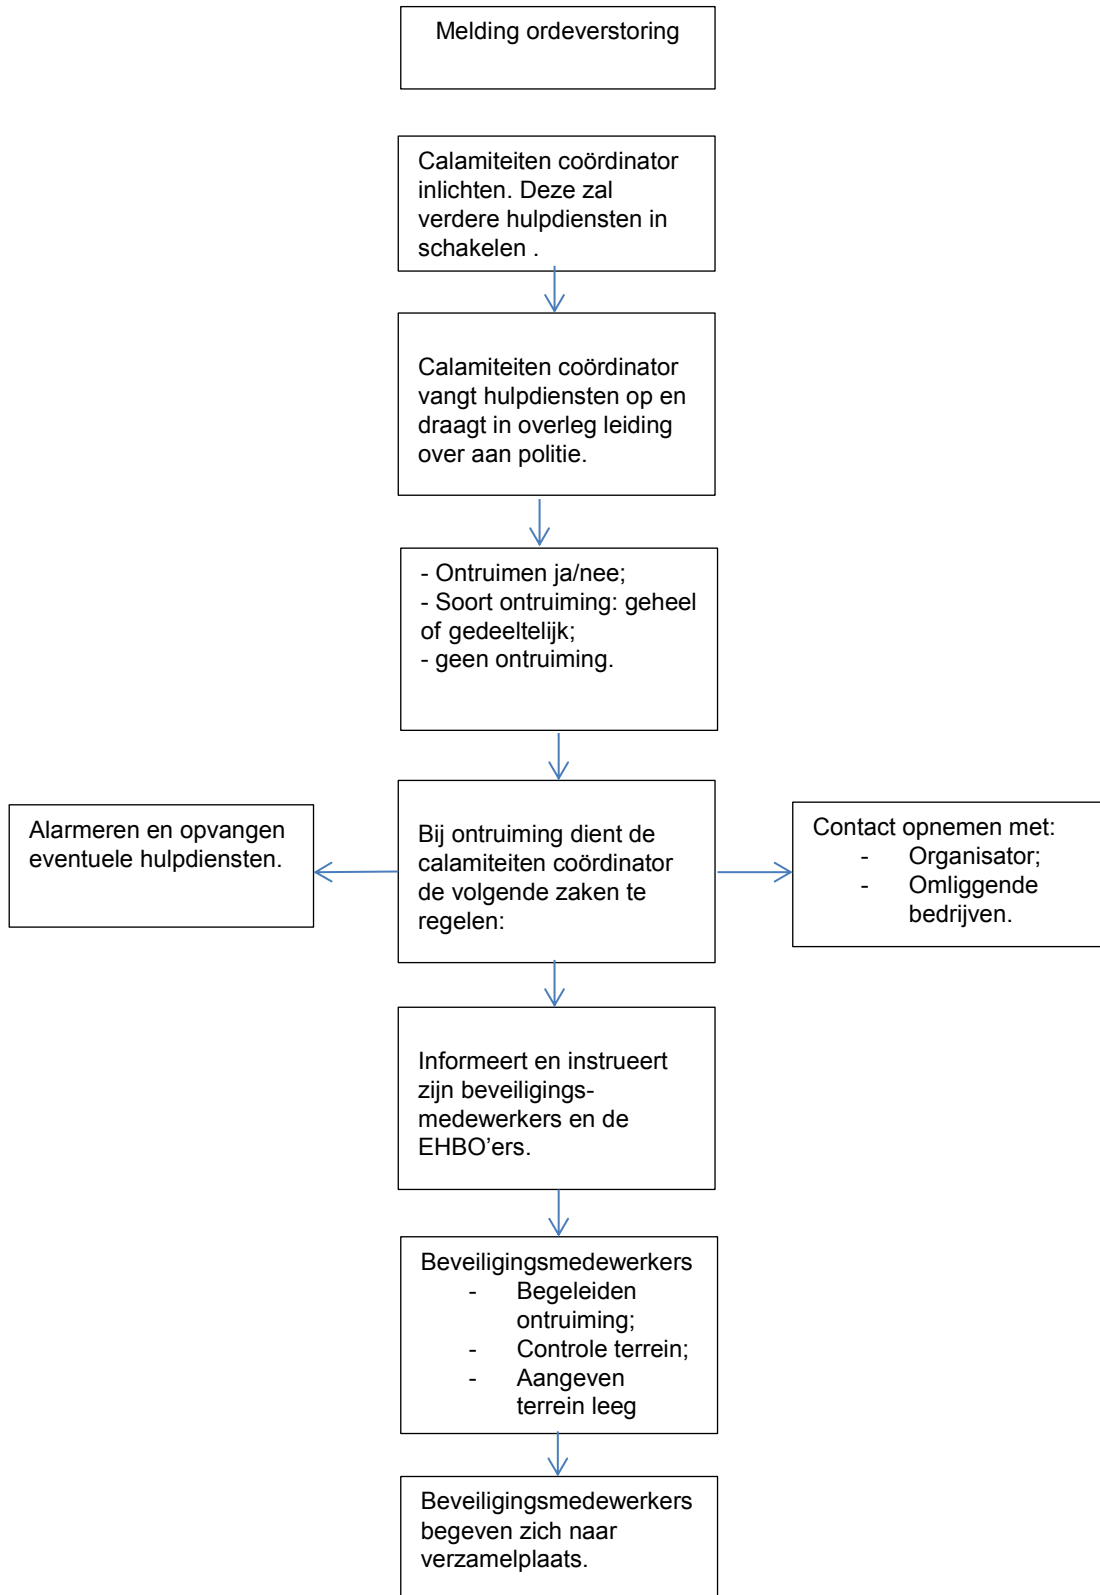 Melding ordeverstoring
Calamiteiten coördinator
inlichten. Deze zal
verdere hulpdiensten in
schakelen .
Calamiteiten coördinator
vangt hulpdiensten op en
draagt in overleg leiding
over aan politie.
- Ontruimen ja/nee;
- Soort ontruiming: geheel
of gedeeltelijk;
- geen ontruiming.
Alarmeren en opvangen
eventuele hulpdiensten.
Bij ontruiming dient de
calamiteiten coördinator
de volgende zaken te
regelen:
Contact opnemen met:
- Organisator;
- Omliggende
bedrijven.
Informeert en instrueert
zijn beveiligings-
medewerkers en de
EHBO’ers.
Beveiligingsmedewerkers
- Begeleiden
ontruiming;
- Controle terrein;
- Aangeven
terrein leeg
Beveiligingsmedewerkers
begeven zich naar
verzamelplaats.